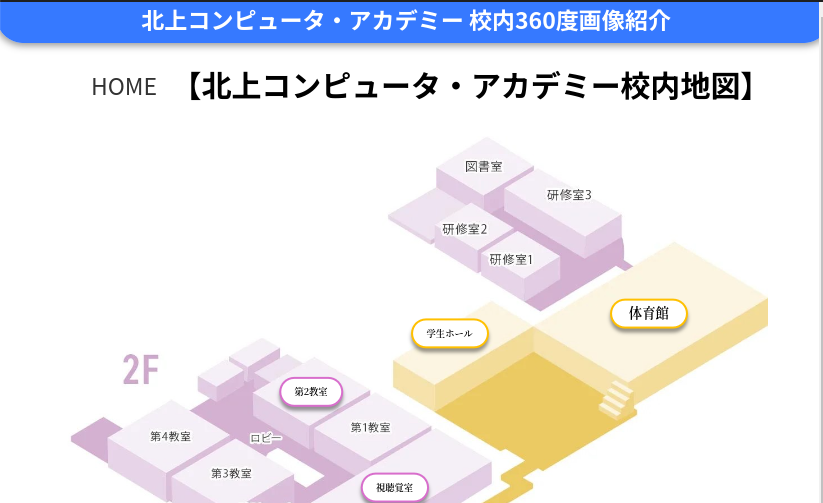 北上コンピュータ・アカデミー 校内360度画像紹介
HOME 【北上コンピュータ・アカデミー校内地図】
図書室
研修室3
研修室2
研修室1
体育館
学生ホール
2F
第2教室
第1教室
第4教室
ロビー
第3教室
視聴覚室